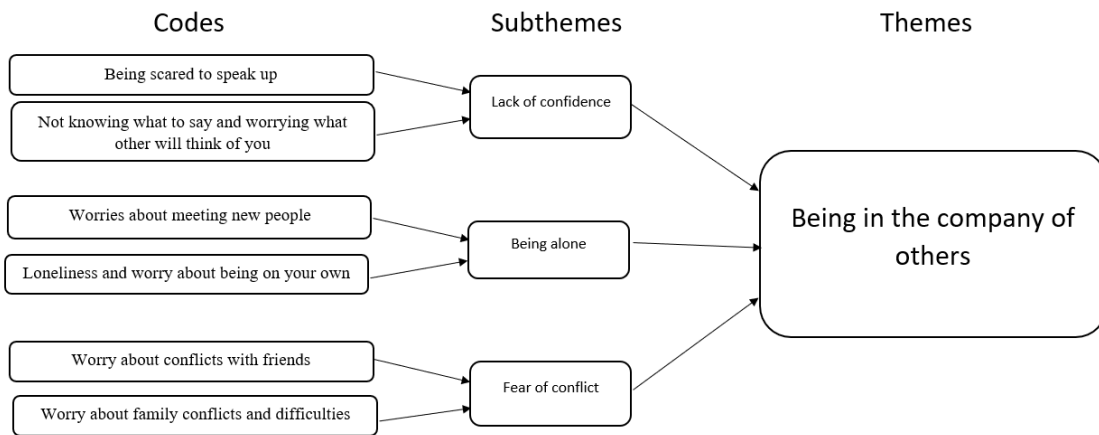 Codes
Subthemes
Themes
Being scared to speak up
Not knowing what to say and worrying what
other will think of you
Lack of confidence
Worries about meeting new people
Loneliness and worry about being on your own
Being alone
Worry about conflicts with friends
Worry about family conflicts and difficulties
Fear of conflict
Being in the company of
others